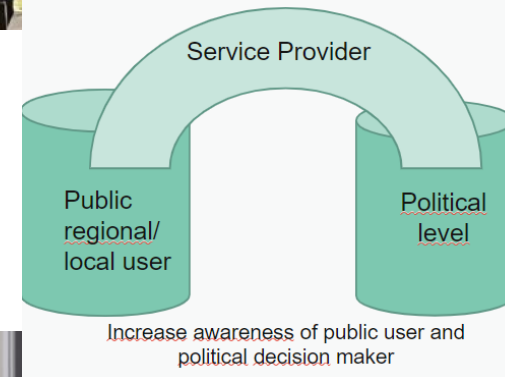 Service Provider
Public
regional/
local user
Political
level
Increase awareness of public user and
political decision maker